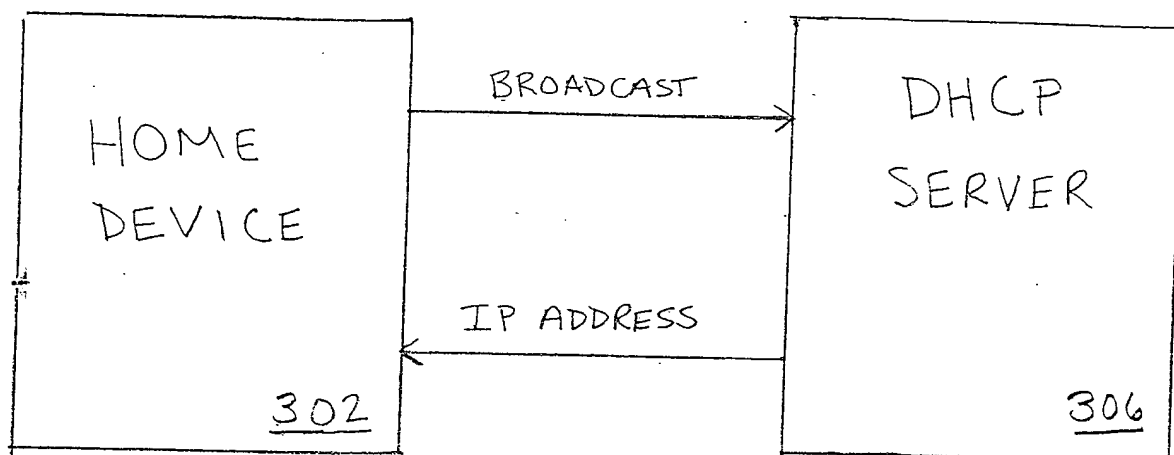 HOME
DEVICE
302
BROADCAST
IP ADDRESS
DHCP
SERVER
306